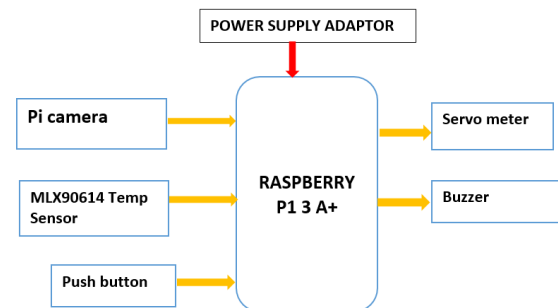 POWER SUPPLY ADAPTOR
Pi camera
MLX90614 Temp
Sensor
Push button
RASPBERRY
P1 3 A+
Servo meter
Buzzer